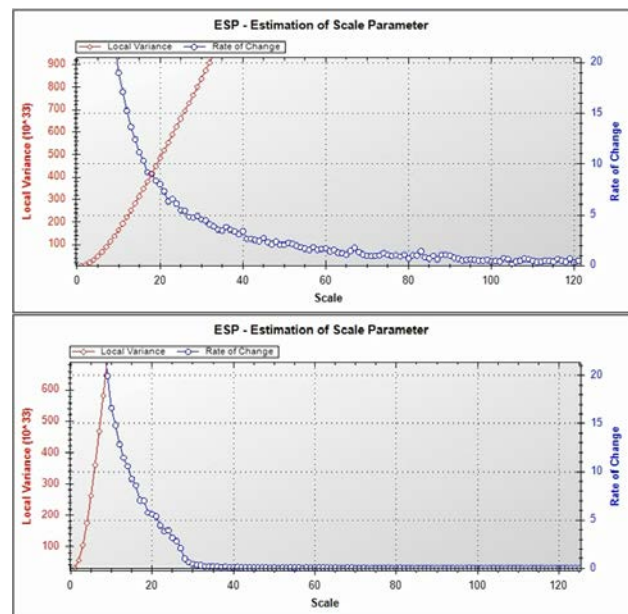 ESP - Estimation of Scale Parameter
Local Variance Rate of Change
900
800
700
600
500
400
300
200
100
Local Variance (10^33)
20
15
10
5
0
Rate of Change
0 20 40 60 80 100 120
Scale
ESP - Estimation of Scale Parameter
Local Variance Rate of Change
600
500
400
300
200
100
Local Variance (10^33)
20
15
10
5
0
Rate of Change
0 20 40 60 80 100 120
Scale